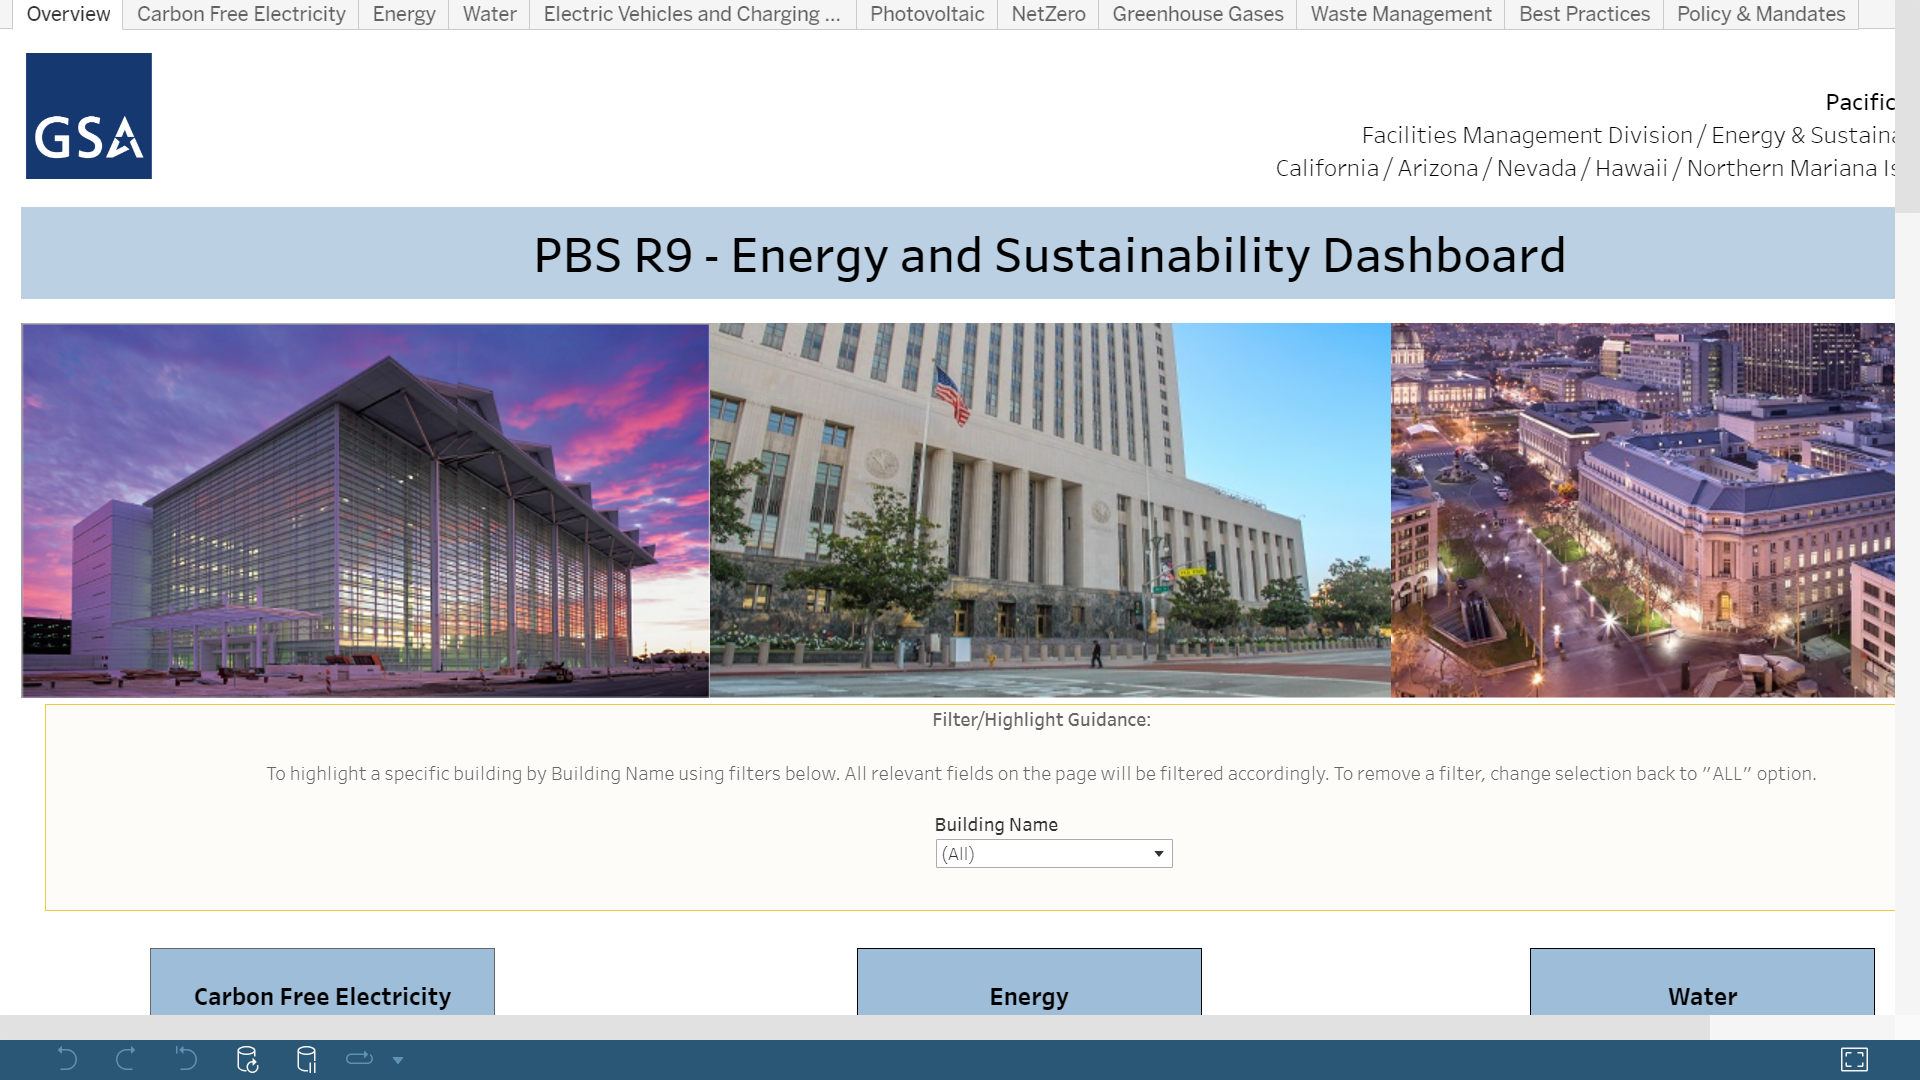 Overview Carbon Free Electricity Energy Water Electric Vehicles and Charging ... Photovoltaic NetZero Greenhouse Gases Waste Management Best Practices Policy & Mandates
GSA
Pacific
Facilities Management Division / Energy &
California / Arizona / Nevada / Hawaii / Northern Mariana
PBS R9 - Energy and Sustainability Dashboard
Filter/Highlight Guidance:
To highlight a specific building by Building Name using filters below. All relevant fields on the page will be filtered accordingly. To remove a filter, change selection back to "ALL" option.
Building Name
(All)
Carbon Free Electricity Energy Water